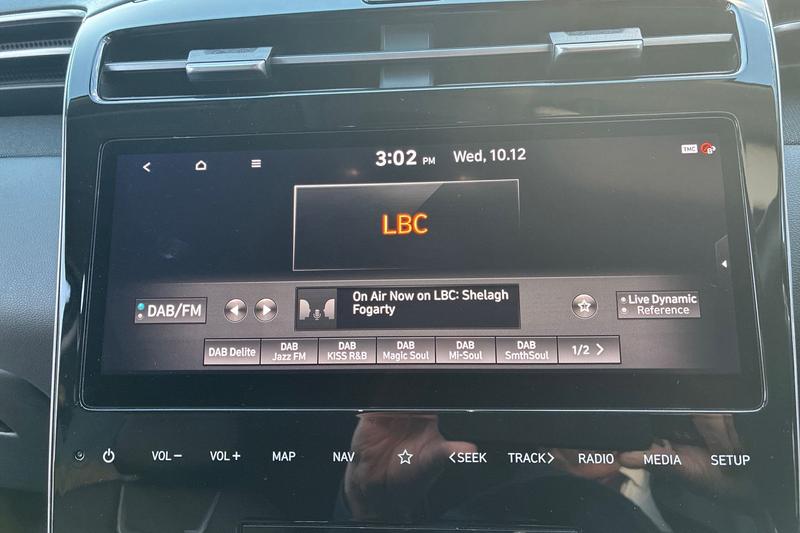 3:02 PM Wed, 10.12 TMC
LBC
DAB/FM
On Air Now on LBC: Shelagh
Fogarty
Live Dynamic
Reference
DAB Delite
DAB
Jazz FM
DAB
KISS R&B
DAB
Magic Soul
DAB
Mi-Soul
DAB
SmthSoul
1/2 >
VOL− VOL+ MAP NAV <SEEK TRACK> RADIO MEDIA SETUP